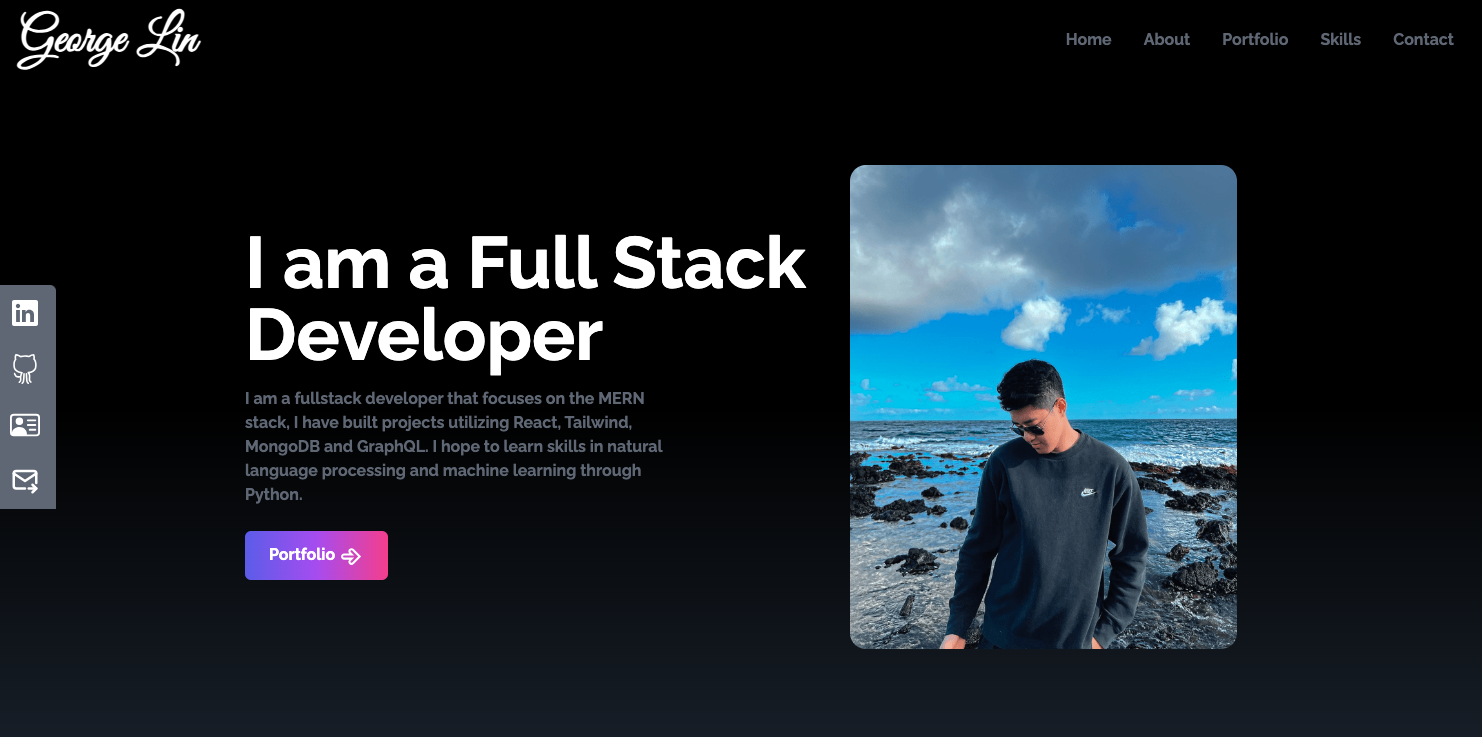 George Lin
Home About Portfolio Skills Contact
I am a Full Stack
Developer
I am a fullstack developer that focuses on the MERN
stack, I have built projects utilizing React, Tailwind,
MongoDB and GraphQL. I hope to learn skills in natural
language processing and machine learning through
Python.
Portfolio
in
NIKE